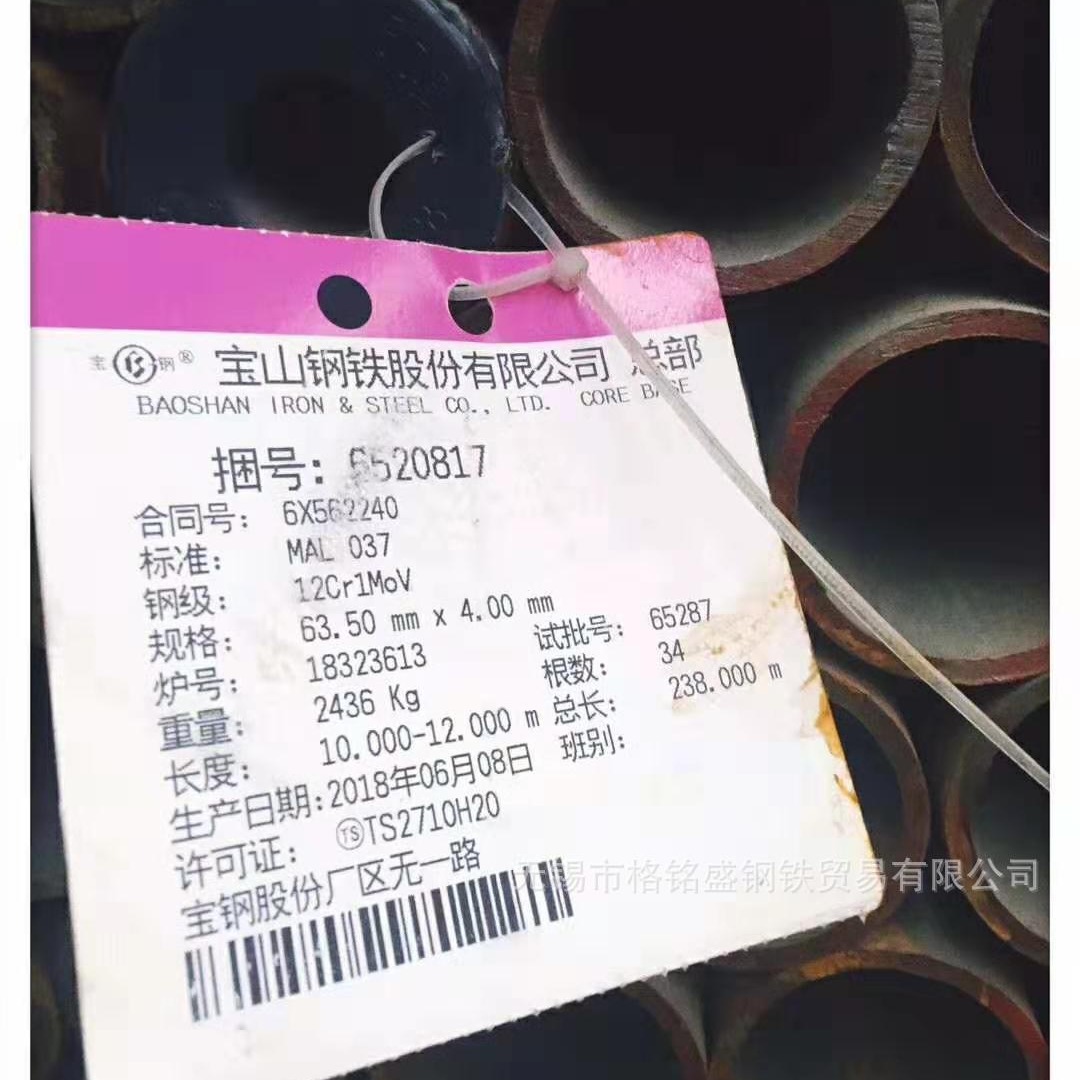 宝 钢® 宝山钢铁股份有限公司 总部
BAOSHAN IRON & STEEL CO., LTD. CORE BASE
捆号: 6520817
合同号: 6X562240
标准: 037
钢级: 12Cr1MoV
规格: 63.50 mm x 4.00 mm
炉号: 18323613 试批号: 65287
重量: 2436 Kg 根数: 34
长度: 10.000-12.000 m 总长: 238.000 m
生产日期: 2018年06月08日 班别:
许可证: TS TS2710H20
宝钢股份厂区无一路
无锡市格铭盛钢铁贸易有限公司